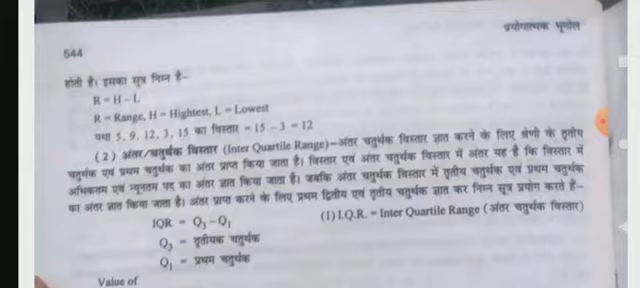 प्रयोगात्मक भूगोल
544
होती है। इसका सूत्र निम्न है–
R = H – L
R = Range, H = Hightest, L = Lowest
यथा 5, 9, 12, 3, 15 का विस्तार = 15 – 3 = 12
(2) अंतर/चतुर्थक विस्तार (Inter Quartile Range)–अंतर चतुर्थक विस्तार ज्ञात करने के लिए श्रेणी के तृतीय
चतुर्थक एवं प्रथम चतुर्थक का अंतर प्राप्त किया जाता है। विस्तार एवं अंतर चतुर्थक विस्तार में अंतर यह है कि विस्तार में
अधिकतम एवं न्यूनतम पद का अंतर ज्ञात किया जाता है। जबकि अंतर चतुर्थक विस्तार में तृतीय चतुर्थक एवं प्रथम चतुर्थक
का अंतर ज्ञात किया जाता है। अंतर प्राप्त करने के लिए प्रथम द्वितीय एवं तृतीय चतुर्थक ज्ञात कर निम्न सूत्र प्रयोग करते है–
IQR = Q₃ – Q₁ (1) I.Q.R. = Inter Quartile Range (अंतर चतुर्थक विस्तार)
Q₃ = तृतीयक चतुर्थक
Q₁ = प्रथम चतुर्थक
Value of